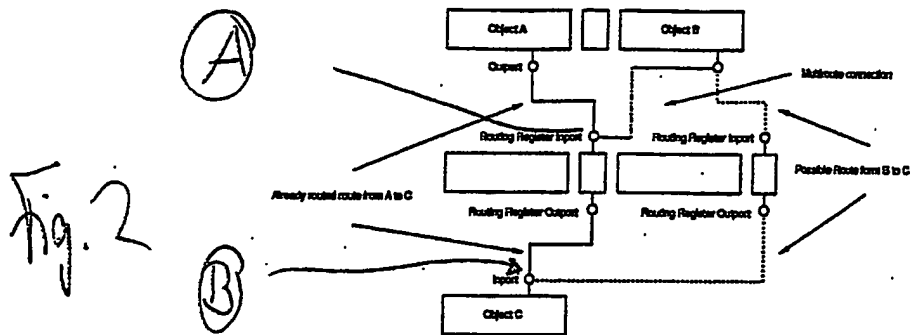 A
Object A
Object B
Outport
Multiroute connection
Routing Register Inport
Routing Register Inport
Fig. 2
Already routed route from A to C
Possible Route form B to C
Routing Register Outport
Routing Register Outport
B
Inport
Object C